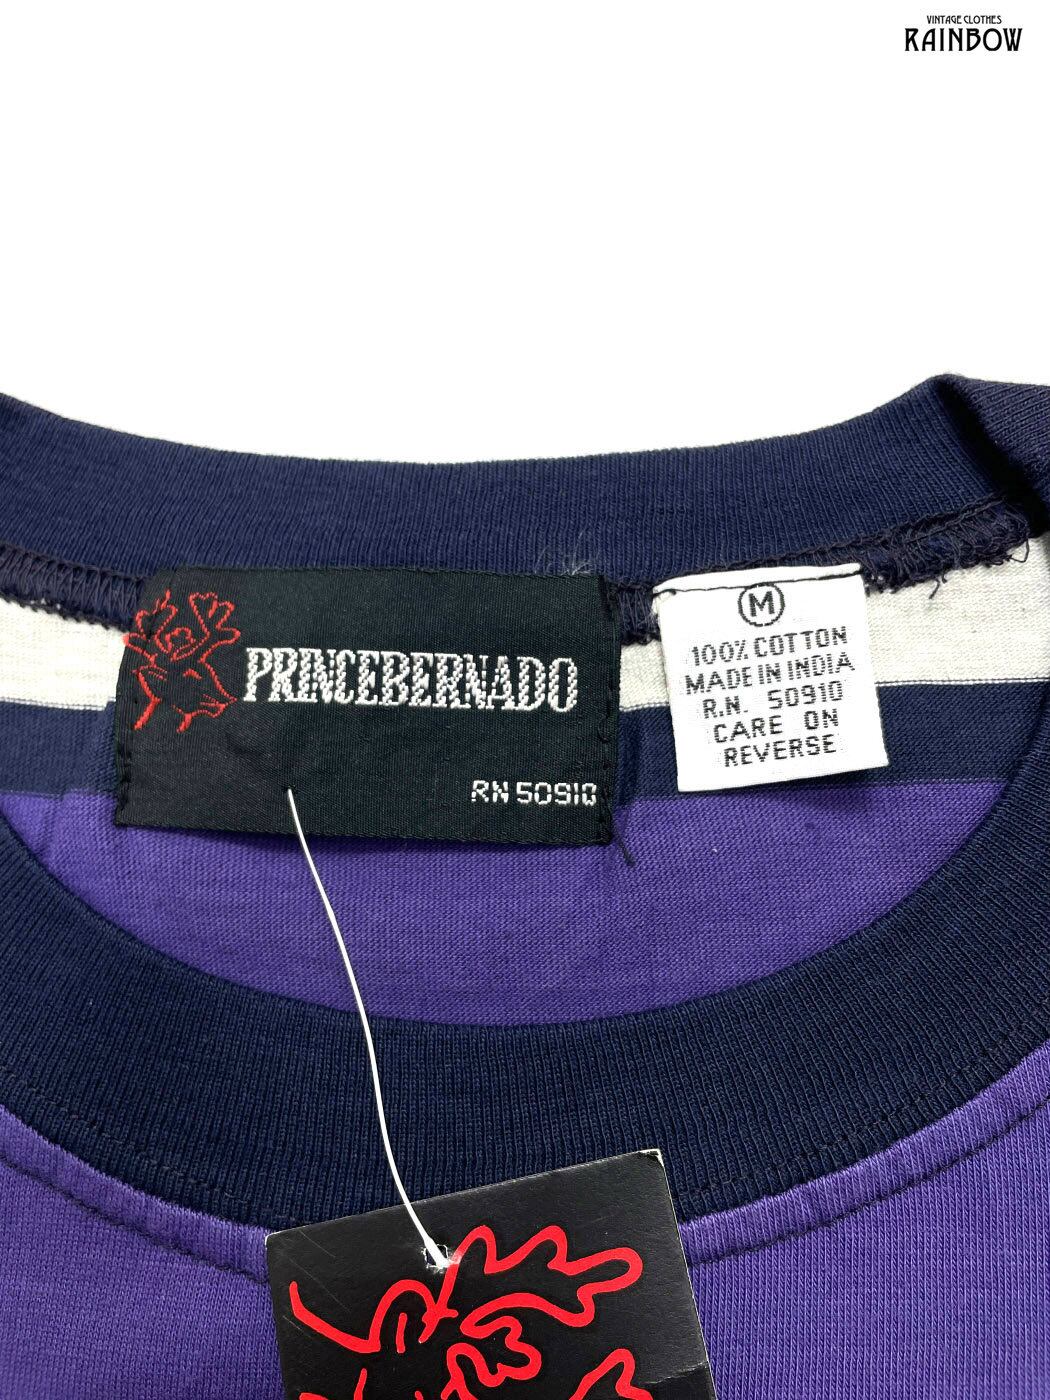 VINTAGE CLOTHES
RAINBOW
PRINCEBERNADO
RN 50910
M
100% COTTON
MADE IN INDIA
R.N. 50910
CARE ON
REVERSE